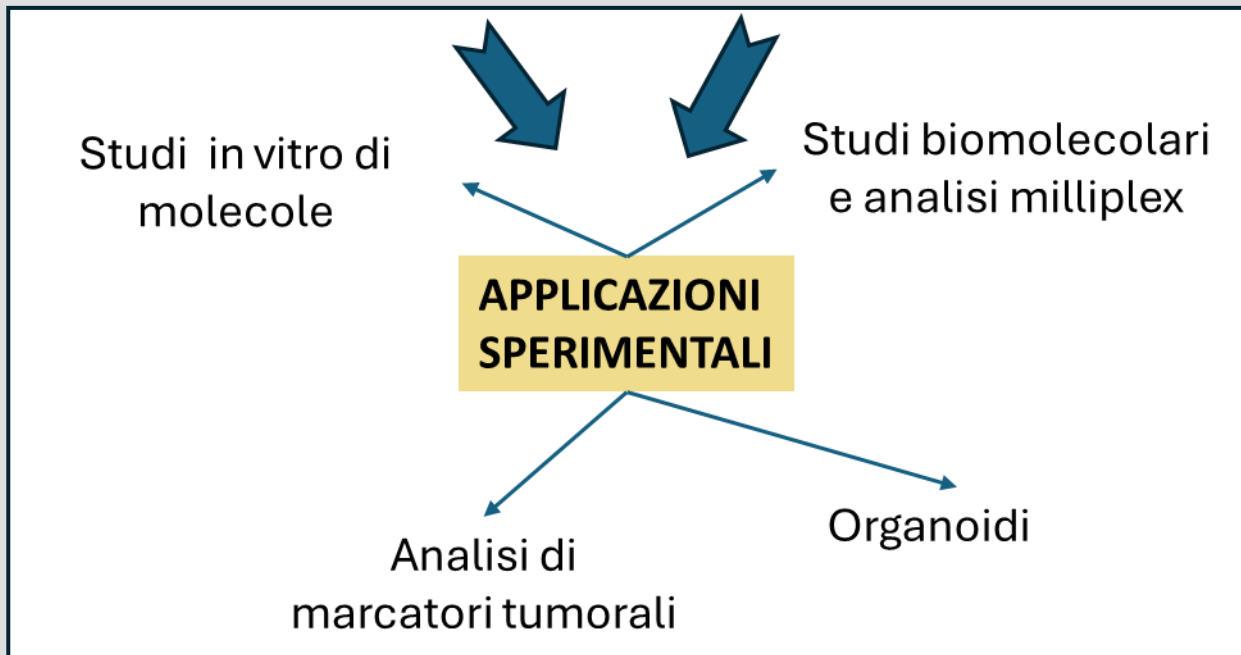 Studi in vitro di
molecole
Studi biomolecolari
e analisi milliplex
APPLICAZIONI
SPERIMENTALI
Organoidi
Analisi di
marcatori tumorali